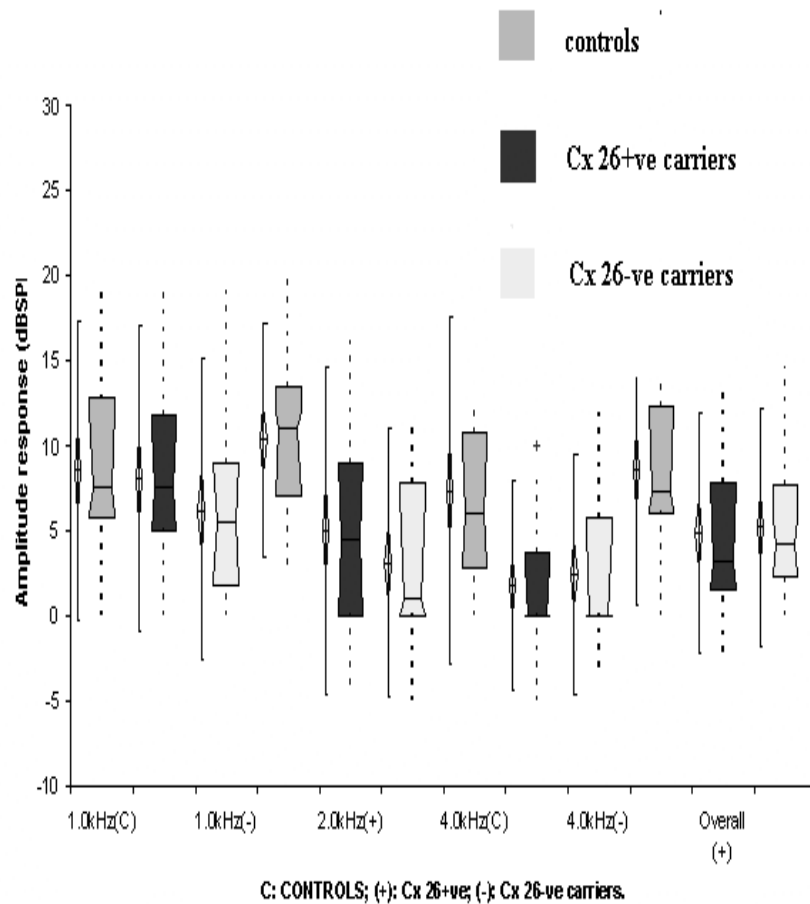 controls
Cx 26+ve carriers
Cx 26-ve carriers
Amplitude response (dBSPl
30
25
20
15
10
5
0
-5
-10
1.0kHz(C) 1.0kHz(-) 2.0kHz(+) 4.0kHz(C) 4.0kHz(-) Overall
(+)
C: CONTROLS; (+): Cx 26+ve; (-): Cx 26-ve carriers.